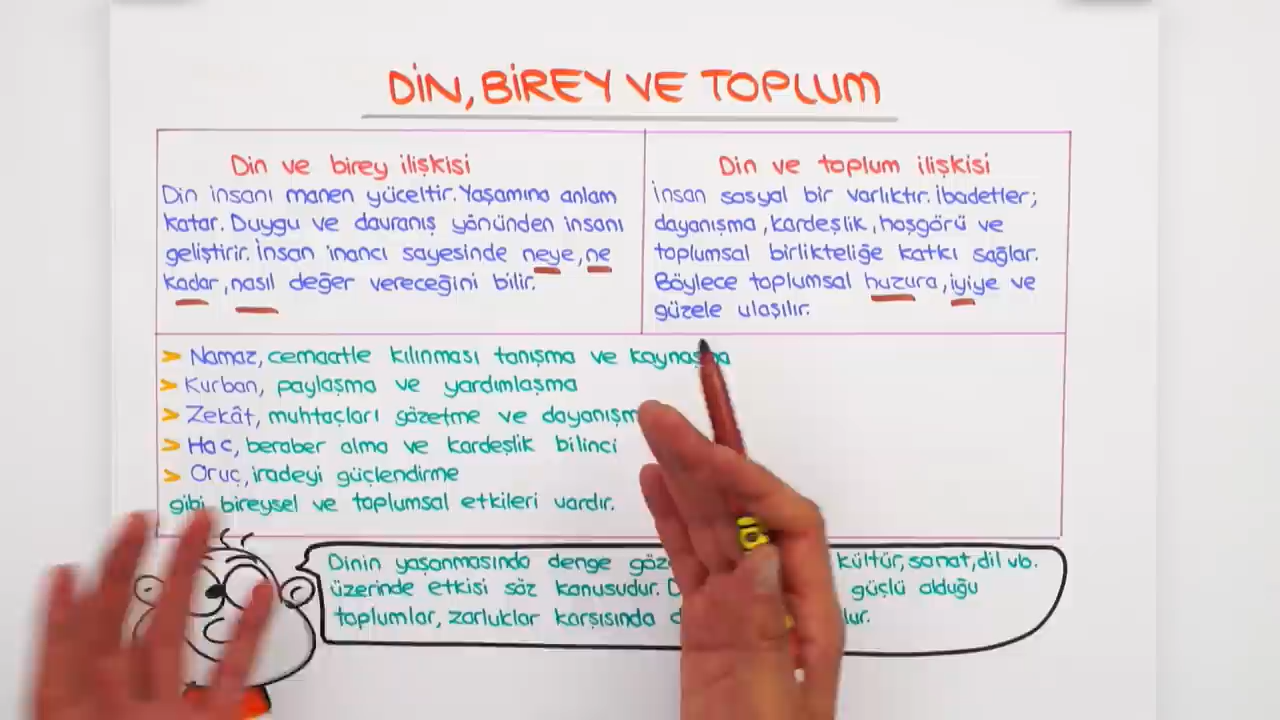 DİN, BİREY VE TOPLUM
Din ve birey ilişkisi
Din insanı manen yüceltir. Yaşamına anlam
katar. Duygu ve davranış yönünden insanı
geliştirir. İnsan inancı sayesinde neye, ne
kadar, nasıl değer vereceğini bilir.
Din ve toplum ilişkisi
İnsan sosyal bir varlıktır. İbadetler;
dayanışma, kardeşlik, hoşgörü ve
toplumsal birlikteliğe katkı sağlar.
Böylece toplumsal huzura, iyiye ve
güzele ulaşılır.
> Namaz, cemaatle kılınması tanışma ve kaynaşma
> Kurban, paylaşma ve yardımlaşma
> Zekât, muhtaçları gözetme ve
> Hac, beraber olma ve kardeşlik bilinci
> Oruç, iradeyi güçlendirme
gibi bireysel ve toplumsal etkileri vardır.
Dinin yaşanmasında denge kültür, sanat, dil vb.
üzerinde etkisi söz konusudur. güçlü olduğu
toplumlar, zorluklar karşısında